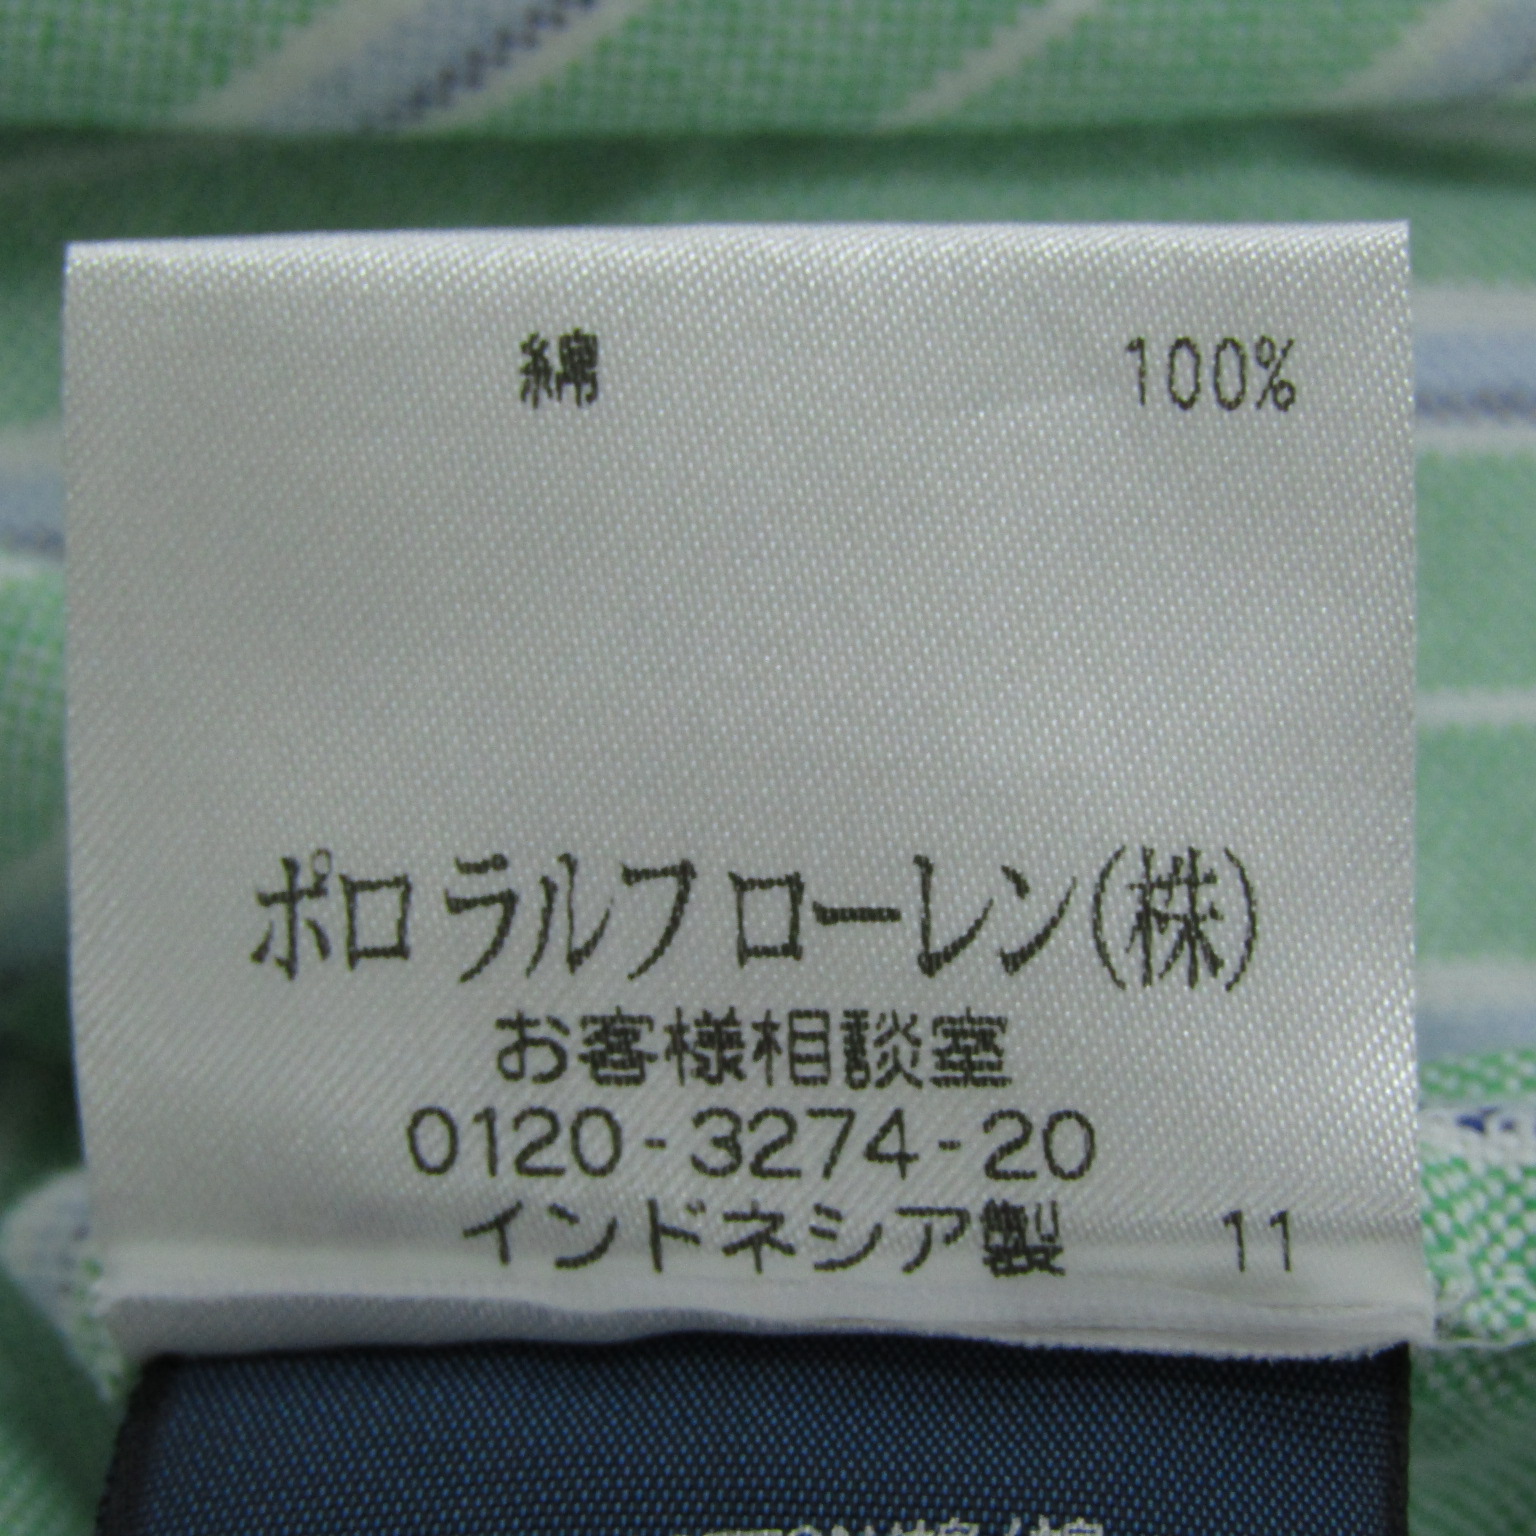 綿 100%
ポロ ラルフ ローレン(株)
お客様相談室
0120-3274-20
インドネシア製 11